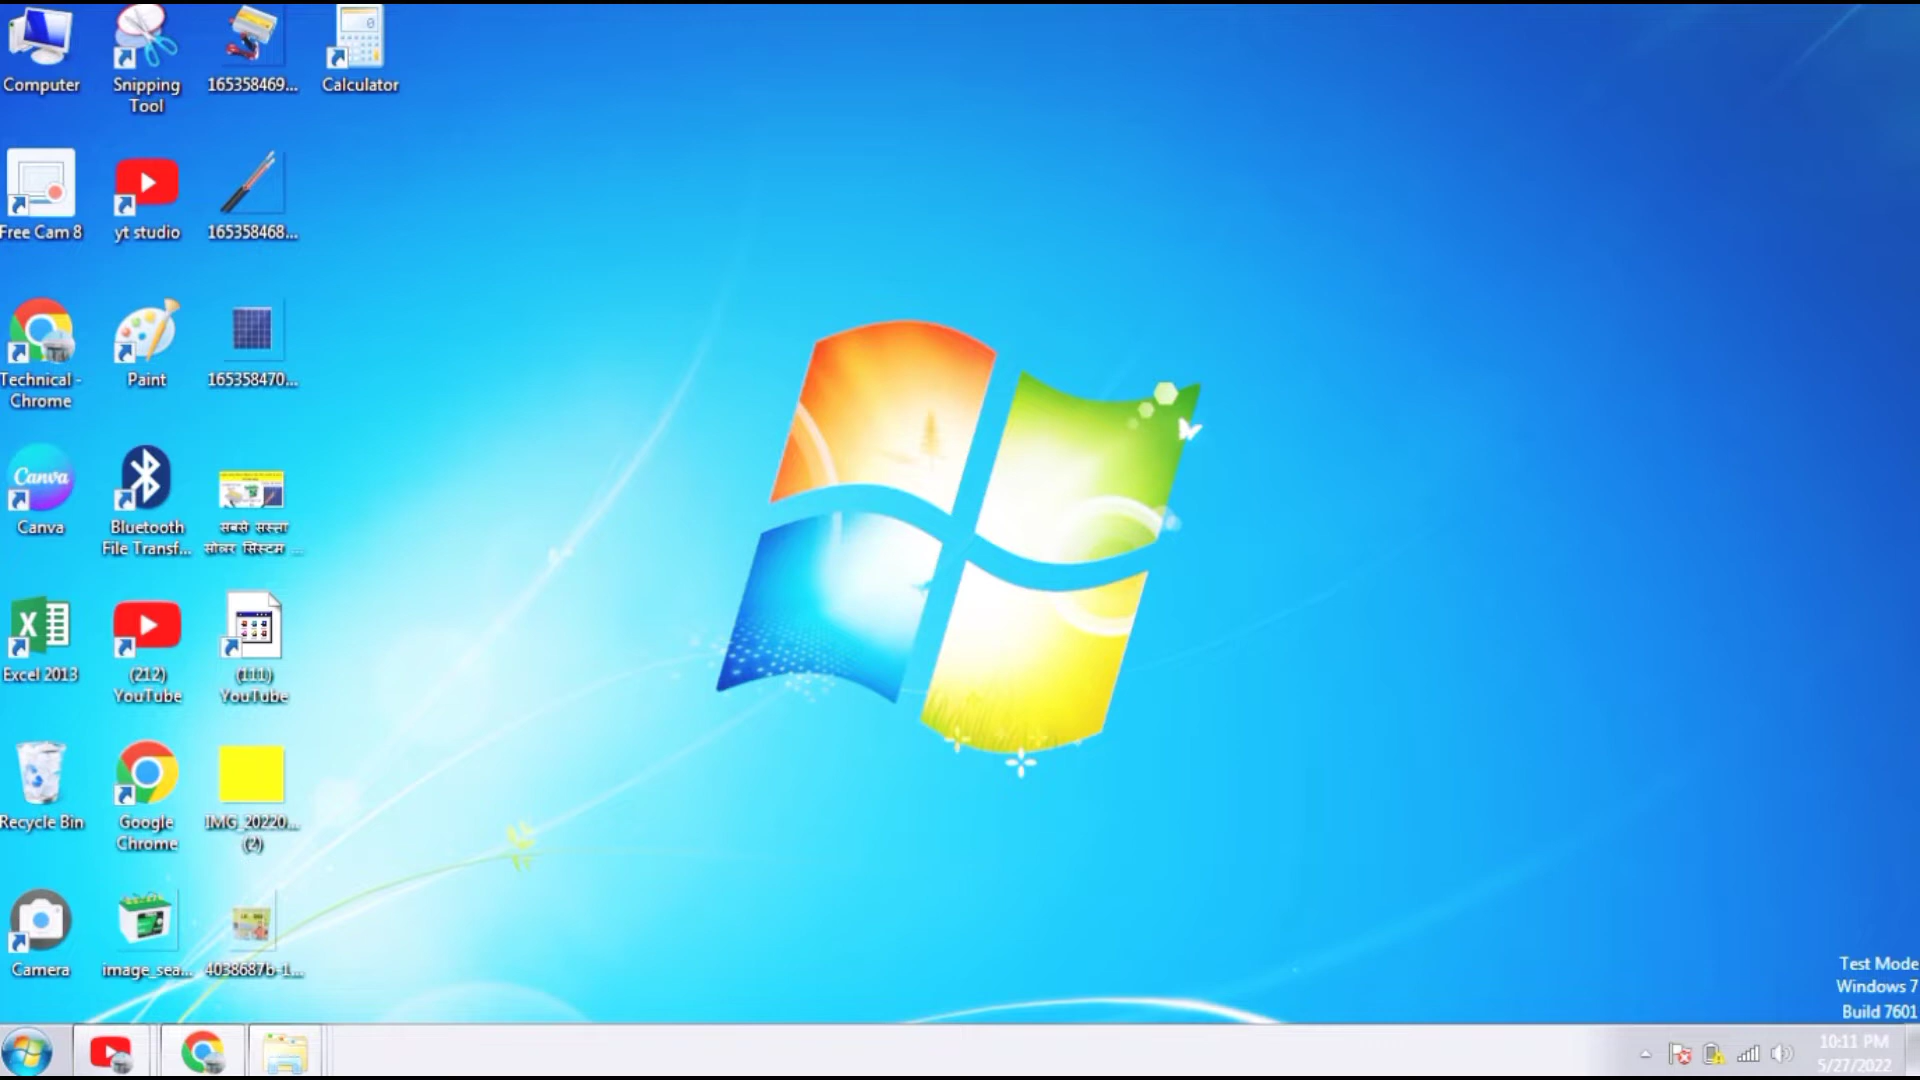 Computer
Snipping
Tool
165358469...
Calculator
Free Cam 8
yt studio
165358468...
Technical -
Chrome
Paint
165358470...
Canva
Canva
Bluetooth
File Transf...
सबसे सस्ता
सोलर सिस्टम ...
Excel 2013
(212)
YouTube
(111)
YouTube
Recycle Bin
Google
Chrome
IMG_20220...
(2)
Camera
image_sea...
4038687b-1...
Test Mode
Windows 7
Build 7601
10:11 PM
5/27/2022